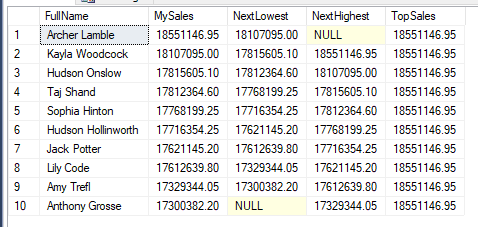 FullName MySales NextLowest NextHighest TopSales
1 Archer Lamble 18551146.95 18107095.00 NULL 18551146.95
2 Kayla Woodcock 18107095.00 17815605.10 18551146.95 18551146.95
3 Hudson Onslow 17815605.10 17812364.60 18107095.00 18551146.95
4 Taj Shand 17812364.60 17768199.25 17815605.10 18551146.95
5 Sophia Hinton 17768199.25 17716354.25 17812364.60 18551146.95
6 Hudson Hollinworth 17716354.25 17621145.20 17768199.25 18551146.95
7 Jack Potter 17621145.20 17612639.80 17716354.25 18551146.95
8 Lily Code 17612639.80 17329344.05 17621145.20 18551146.95
9 Amy Trefl 17329344.05 17300382.20 17612639.80 18551146.95
10 Anthony Grosse 17300382.20 NULL 17329344.05 18551146.95